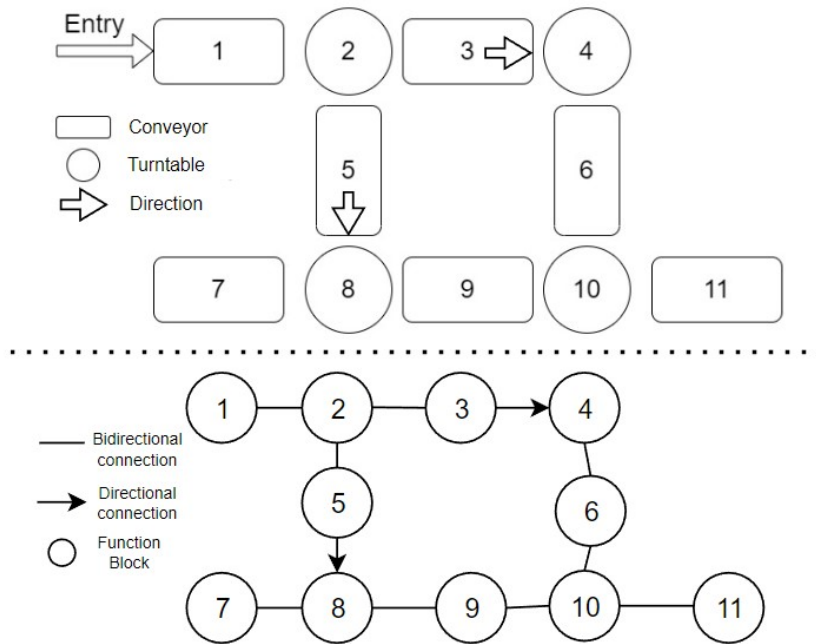 Entry
1 2 3 4
Conveyor
Turntable
Direction
5 6
7 8 9 10 11
1 2 3 4
Bidirectional
connection
Directional
connection
Function
Block
5 6
7 8 9 10 11